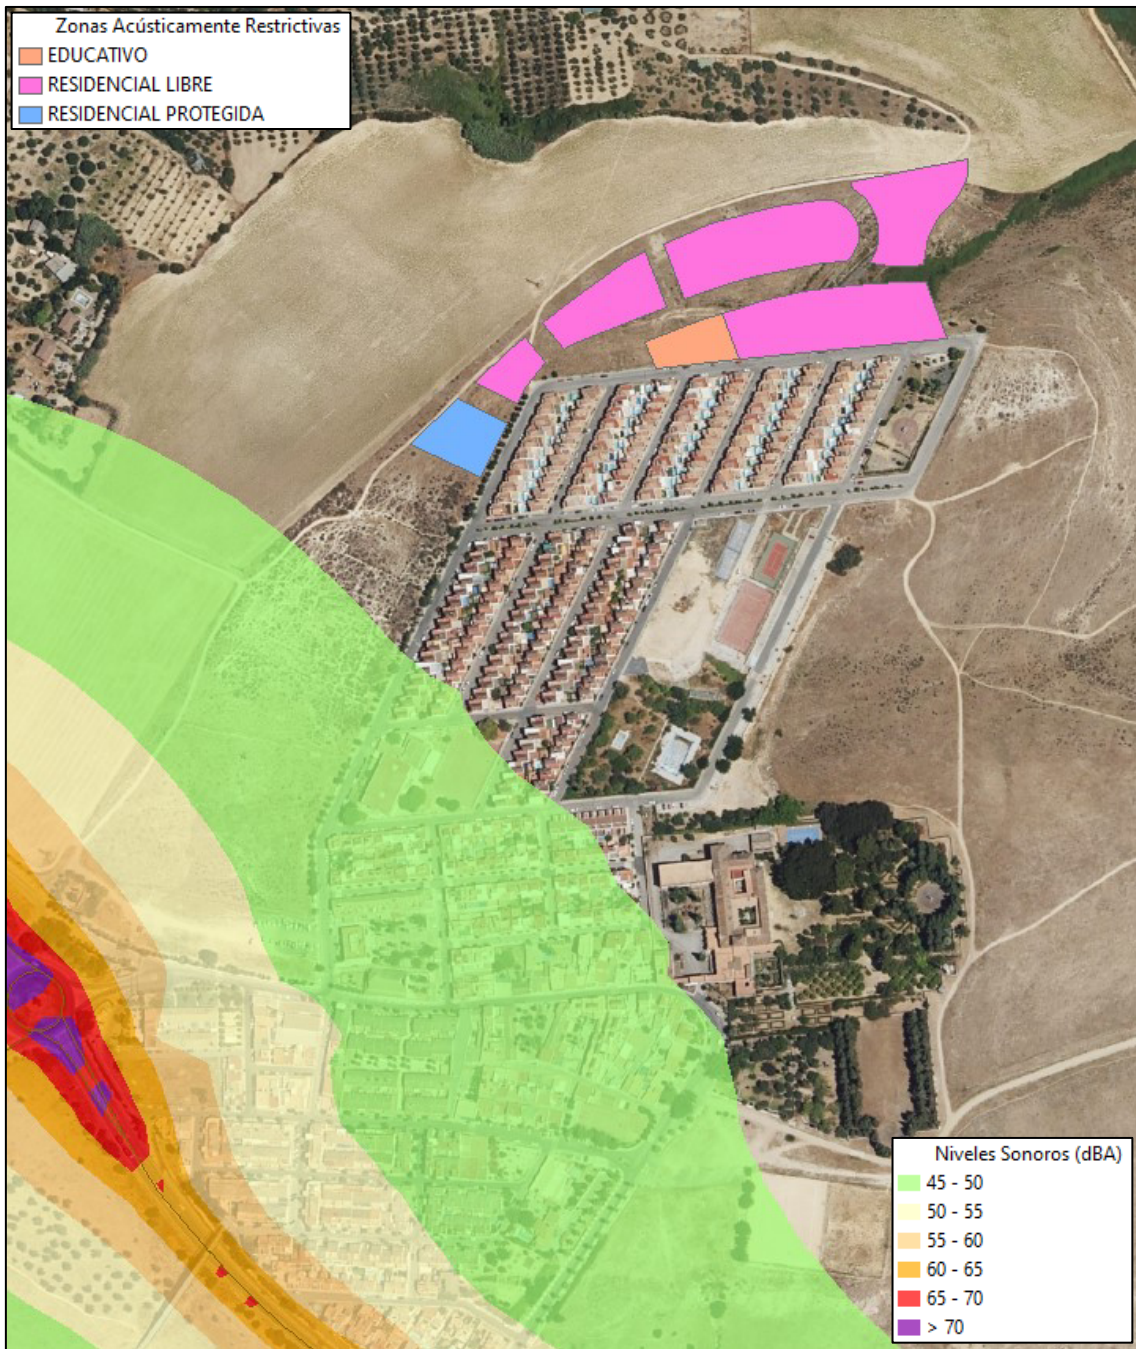 Zonas Acústicamente Restrictivas
EDUCATIVO
RESIDENCIAL LIBRE
RESIDENCIAL PROTEGIDA
Niveles Sonoros (dBA)
45 - 50
50 - 55
55 - 60
60 - 65
65 - 70
> 70